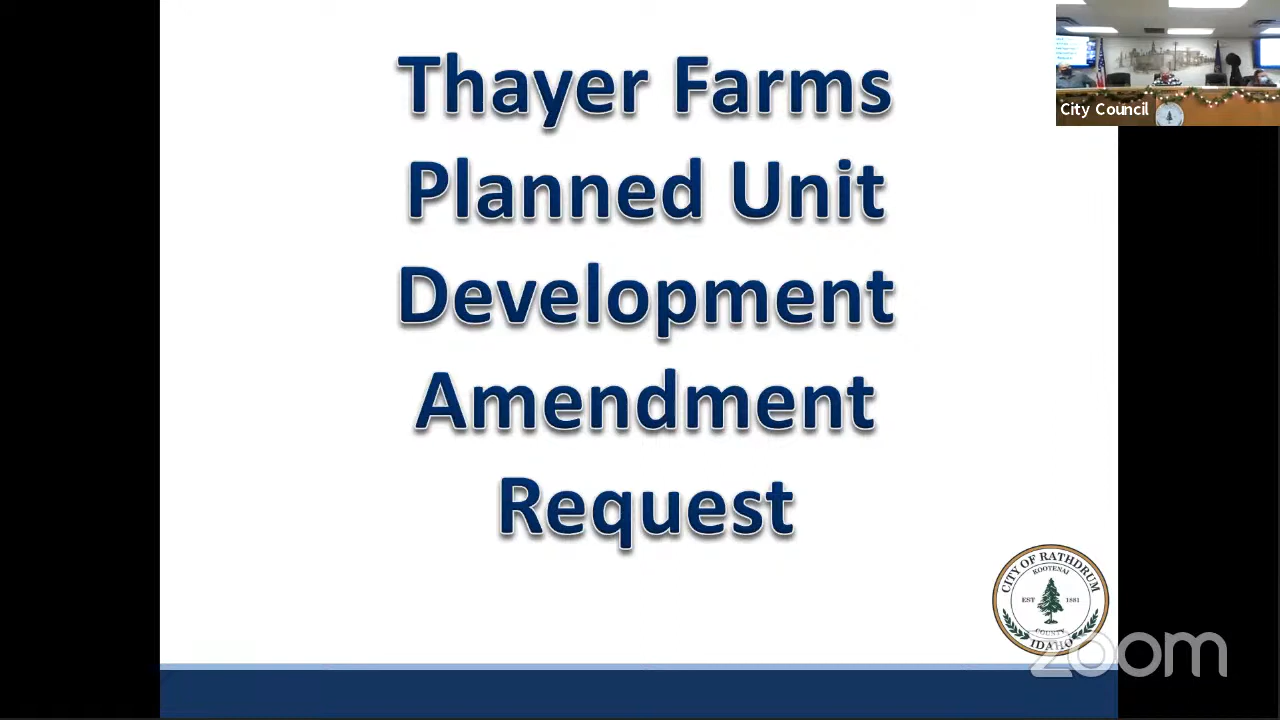 Thayer Farms
Planned Unit
Development
Amendment
Request
City Council
CITY OF RATHDRUM
KOOTENAI
EST 1881
COUNTY
IDAHO
zoom